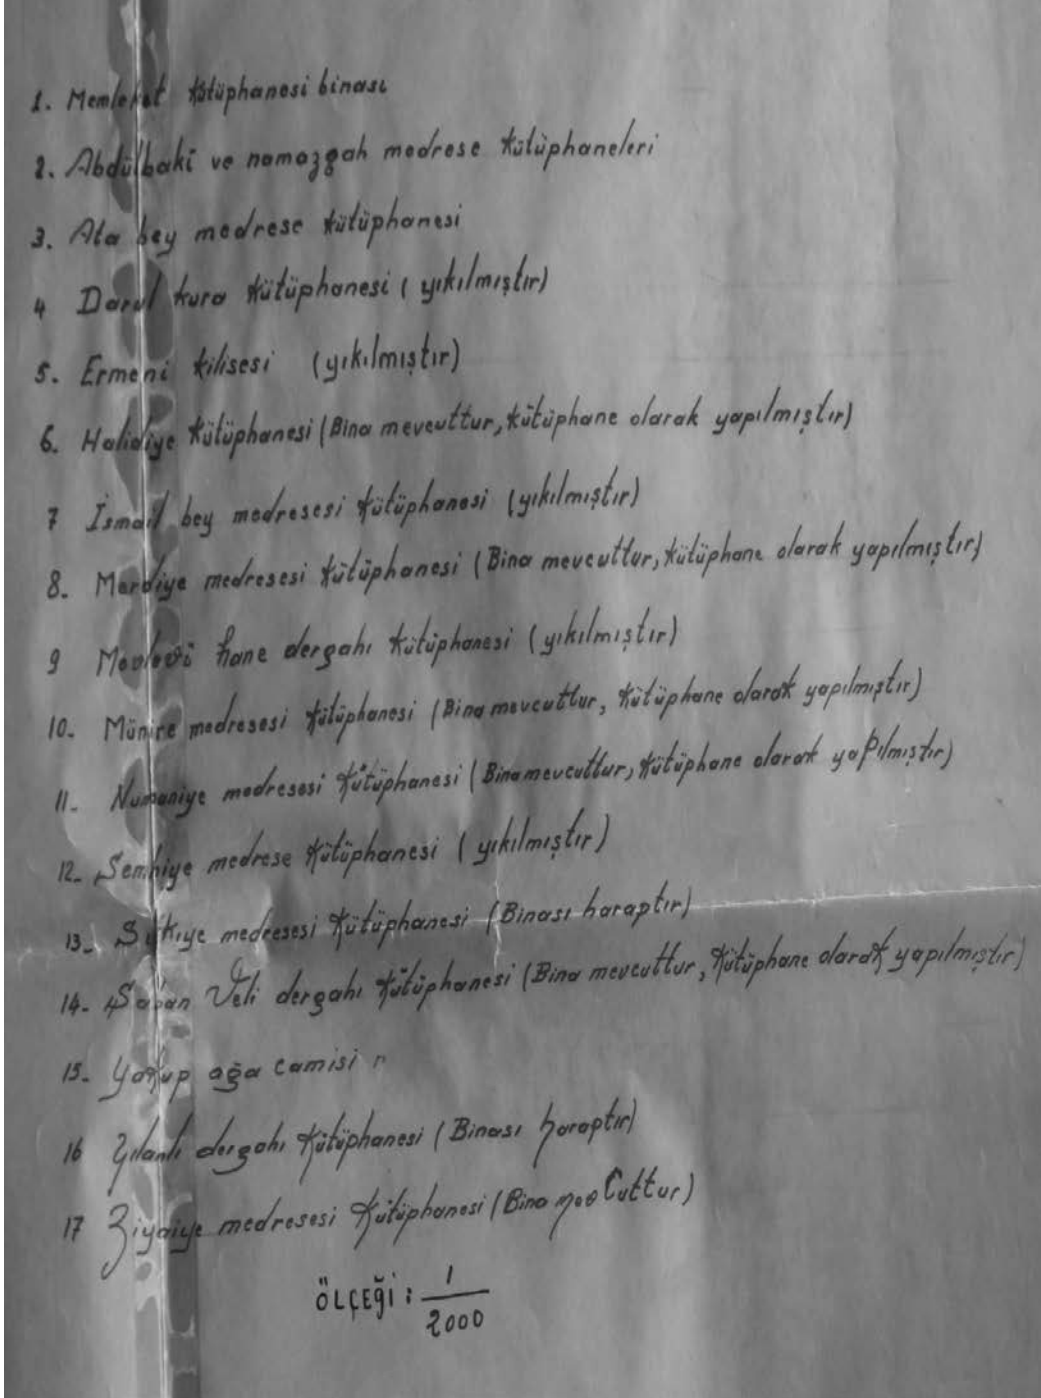 1. Memleket kütüphanesi binası
2. Abdülbaki ve namazgah medrese kütüphaneleri
3. Ata bey medrese kütüphanesi
4 Darul kura kütüphanesi ( yıkılmıştır)
5. Ermeni kilisesi (yıkılmıştır)
6. Halidiye kütüphanesi (Bina mevcuttur, kütüphane olarak yapılmıştır)
7 İsmail bey medresesi kütüphanesi (yıkılmıştır)
8. Merdiye medresesi kütüphanesi (Bina mevcuttur, kütüphane olarak yapılmıştır)
9 Mevlevî hane dergahı kütüphanesi (yıkılmıştır)
10. Münire medresesi kütüphanesi (Bina mevcuttur, kütüphane olarak yapılmıştır)
11- Numaniye medresesi kütüphanesi (Bina mevcuttur, kütüphane olarak yapılmıştır)
12- medrese kütüphanesi ( yıkılmıştır)
13- medresesi kütüphanesi (Binası haraptır)
14- Şaban Veli dergahı kütüphanesi (Bina mevcuttur, kütüphane olarak yapılmıştır)
15- Yakup ağa camisi
16 Yılanlı dergahı kütüphanesi (Binası haraptır)
17 Ziyaiye medresesi kütüphanesi (Bina mevcuttur)
ÖLÇEĞİ : 1
2000